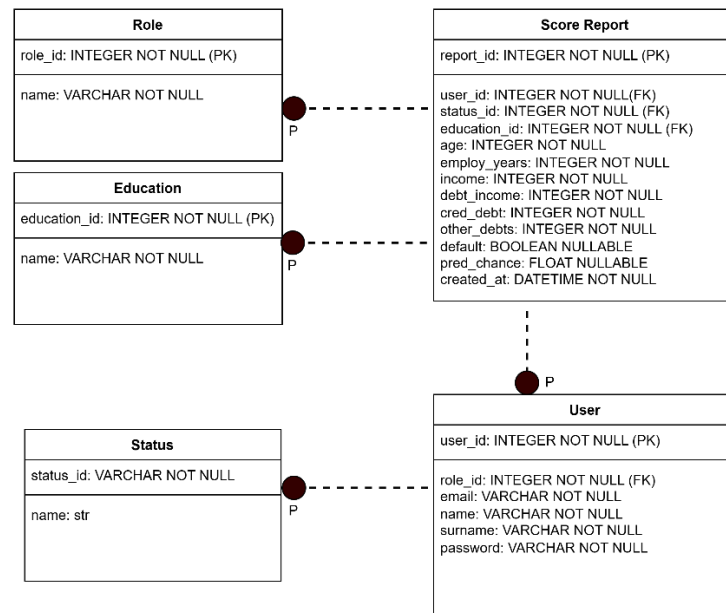 Role
role_id: INTEGER NOT NULL (PK)
name: VARCHAR NOT NULL
P
Education
education_id: INTEGER NOT NULL (PK)
name: VARCHAR NOT NULL
P
Score Report
report_id: INTEGER NOT NULL (PK)
user_id: INTEGER NOT NULL(FK)
status_id: INTEGER NOT NULL (FK)
education_id: INTEGER NOT NULL (FK)
age: INTEGER NOT NULL
employ_years: INTEGER NOT NULL
income: INTEGER NOT NULL
debt_income: INTEGER NOT NULL
cred_debt: INTEGER NOT NULL
other_debts: INTEGER NOT NULL
default: BOOLEAN NULLABLE
pred_chance: FLOAT NULLABLE
created_at: DATETIME NOT NULL
P
Status
status_id: VARCHAR NOT NULL
name: str
P
User
user_id: INTEGER NOT NULL (PK)
role_id: INTEGER NOT NULL (FK)
email: VARCHAR NOT NULL
name: VARCHAR NOT NULL
surname: VARCHAR NOT NULL
password: VARCHAR NOT NULL